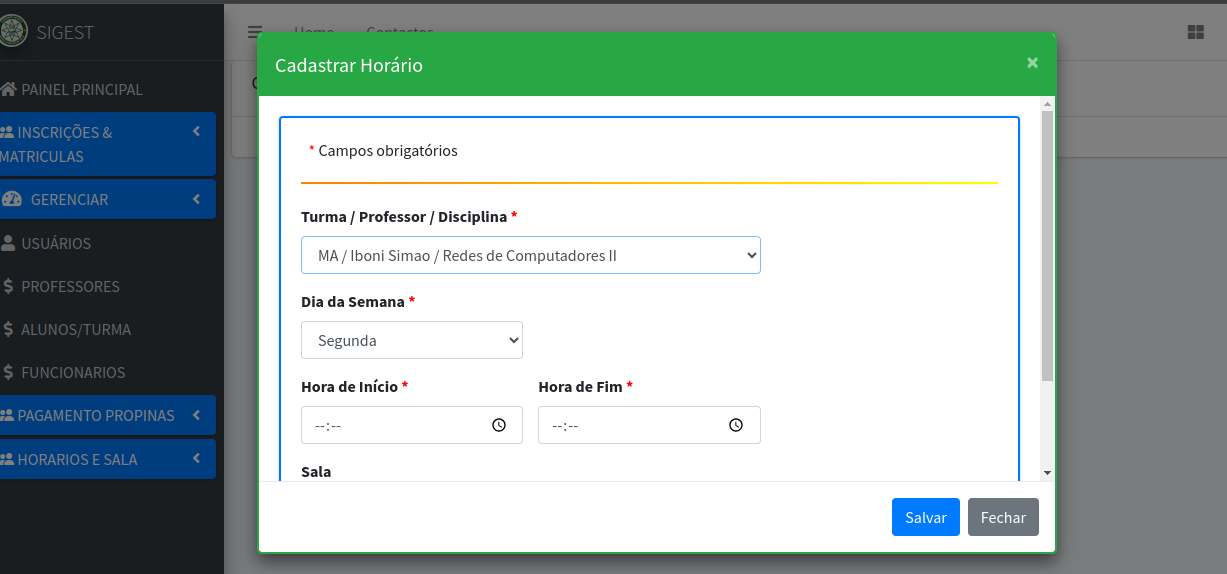 SIGEST
Home Contactos
PAINEL PRINCIPAL
INSCRIÇÕES &
MATRICULAS
GERENCIAR
USUÁRIOS
PROFESSORES
ALUNOS/TURMA
FUNCIONARIOS
PAGAMENTO PROPINAS
HORARIOS E SALA
Cadastrar Horário
×
* Campos obrigatórios
Turma / Professor / Disciplina *
MA / Iboni Simao / Redes de Computadores II
Dia da Semana *
Segunda
Hora de Início * Hora de Fim *
--:-- --:--
Sala
Salvar Fechar